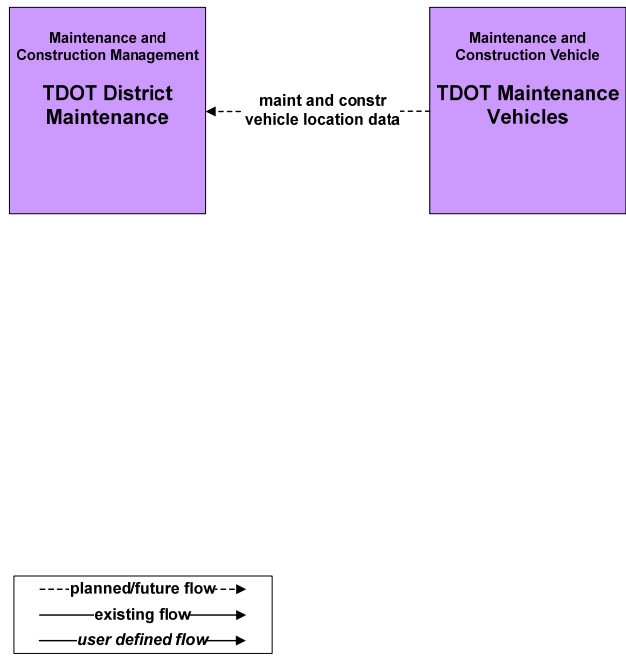 Maintenance and
Construction Management
TDOT District
Maintenance
maint and constr
vehicle location data
Maintenance and
Construction Vehicle
TDOT Maintenance
Vehicles
planned/future flow
existing flow
user defined flow